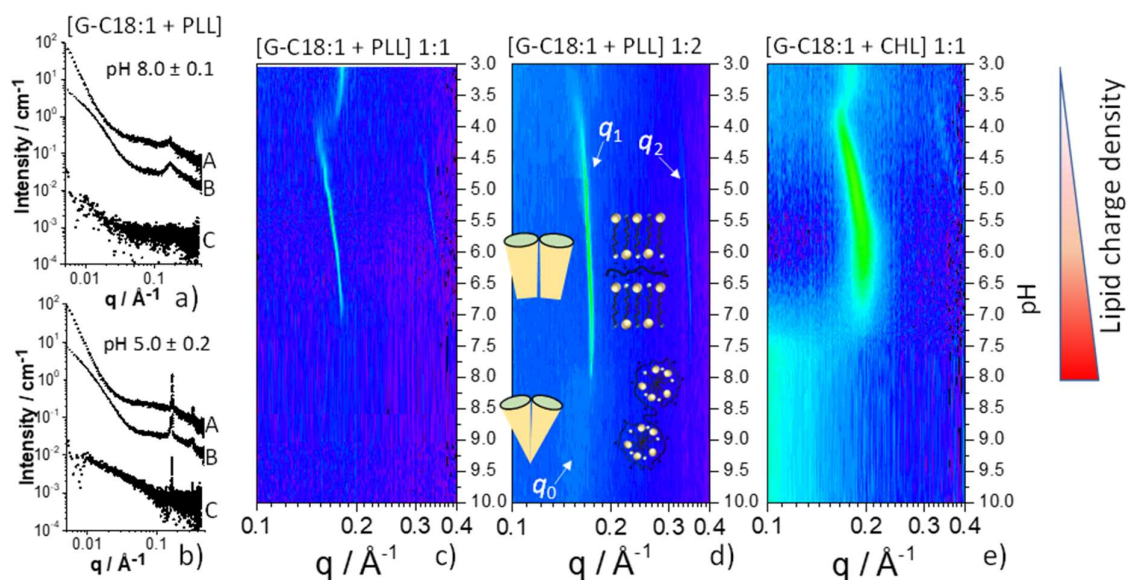 [G-C18:1 + PLL]
10²
10¹
10⁰
10⁻¹
10⁻²
10⁻³
10⁻⁴
Intensity / cm⁻¹
pH 8.0 ± 0.1
A
B
C
0.01 0.1
q / Å⁻¹
a)
10²
10¹
10⁰
10⁻¹
10⁻²
10⁻³
10⁻⁴
Intensity / cm⁻¹
pH 5.0 ± 0.2
A
B
C
0.01 0.1
q / Å⁻¹
b)
[G-C18:1 + PLL] 1:1
3.0
3.5
4.0
4.5
5.0
5.5
6.0
6.5
7.0
7.5
8.0
8.5
9.0
9.5
10.0
0.1 0.2 0.3 0.4
q / Å⁻¹
c)
[G-C18:1 + PLL] 1:2
q₁
q₂
q₀
3.0
3.5
4.0
4.5
5.0
5.5
6.0
6.5
7.0
7.5
8.0
8.5
9.0
9.5
10.0
0.1 0.2 0.3 0.4
q / Å⁻¹
d)
[G-C18:1 + CHL] 1:1
3.0
3.5
4.0
4.5
5.0
5.5
6.0
6.5
7.0
7.5
8.0
8.5
9.0
9.5
10.0
pH
0.1 0.2 0.3 0.4
q / Å⁻¹
e)
Lipid charge density